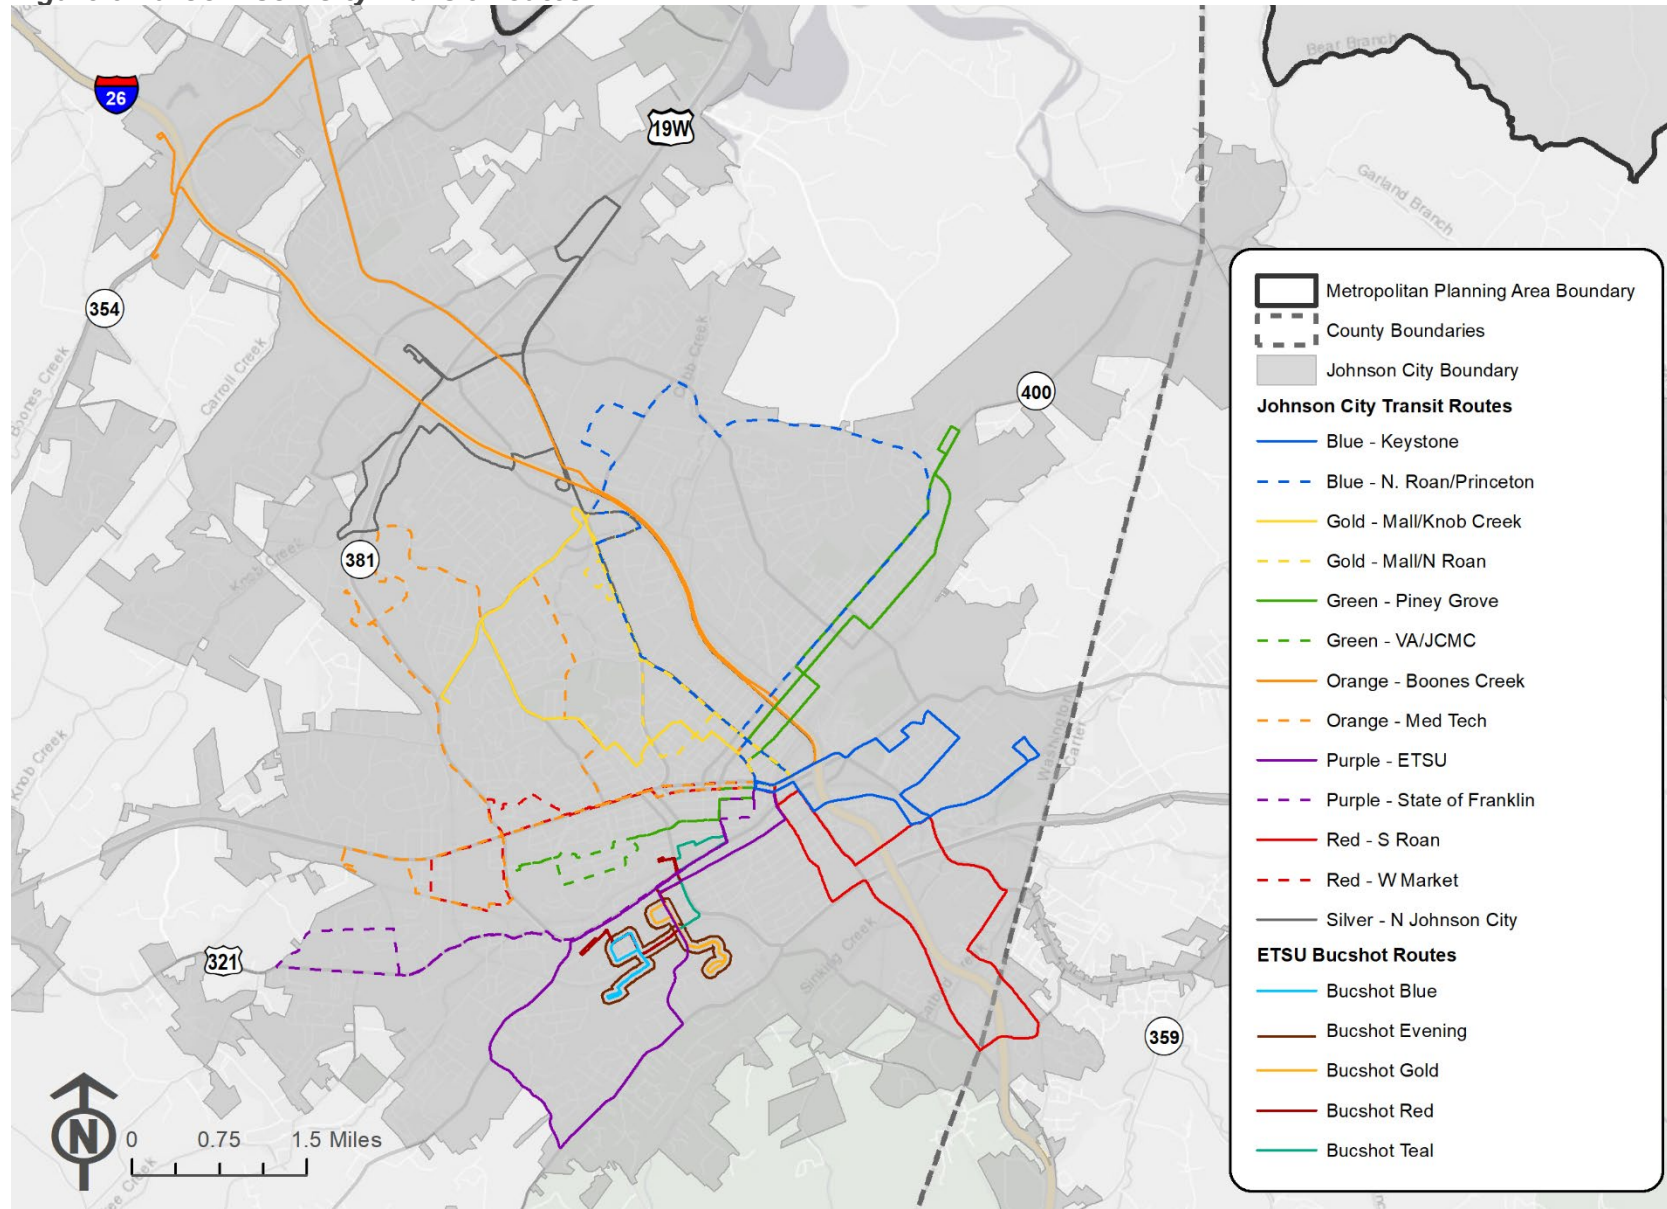 26
19W
Bear Branch
Garland Branch
354
Carroll Creek
Boones Creek
Cobb Creek
400
Knob Creek
381
Knob Creek
Washington
Carter
321
Sinking Creek
359
N
0 0.75 1.5 Miles
Metropolitan Planning Area Boundary
County Boundaries
Johnson City Boundary
Johnson City Transit Routes
Blue - Keystone
Blue - N. Roan/Princeton
Gold - Mall/Knob Creek
Gold - Mall/N Roan
Green - Piney Grove
Green - VA/JCMC
Orange - Boones Creek
Orange - Med Tech
Purple - ETSU
Purple - State of Franklin
Red - S Roan
Red - W Market
Silver - N Johnson City
ETSU Bucshot Routes
Bucshot Blue
Bucshot Evening
Bucshot Gold
Bucshot Red
Bucshot Teal